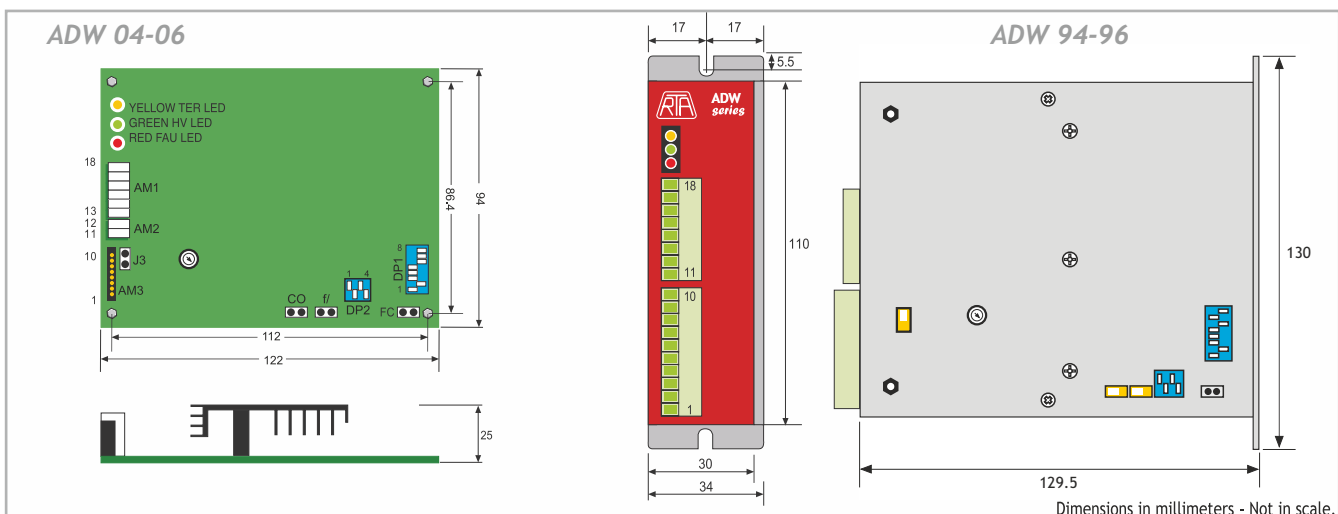 ADW 04-06
YELLOW TER LED
GREEN HV LED
RED FAU LED
18
AM1
13
12
AM2
11
10
J3
AM3
1
CO
f/
1 4
DP2
8
DP1
1
FC
86.4
94
112
122
25
17
17
5.5
RTA
ADW
series
18
11
10
1
110
30
34
ADW 94-96
130
129.5
Dimensions in millimeters - Not in scale.